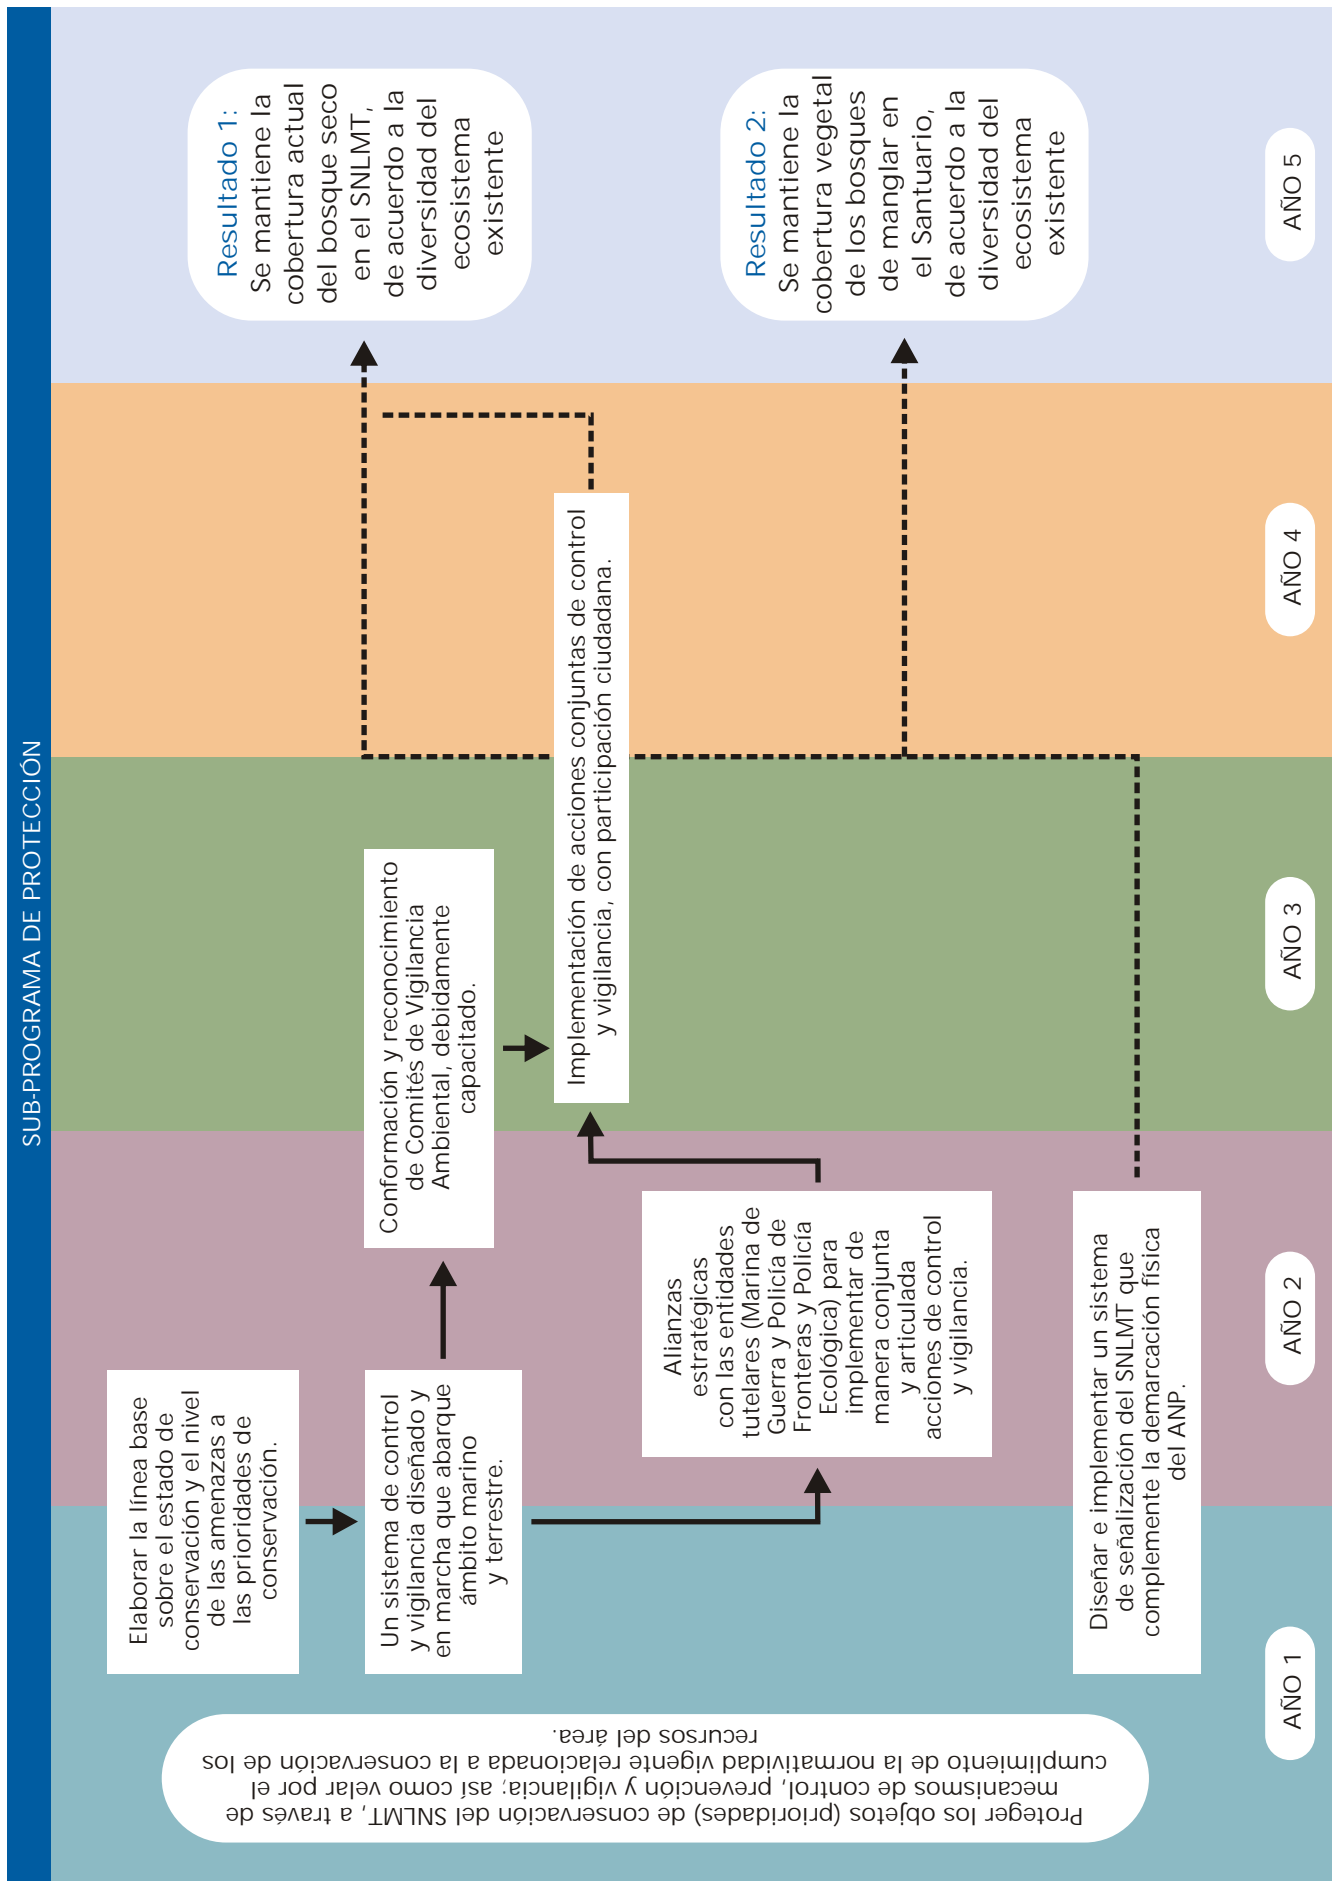 SUB-PROGRAMA DE PROTECCIÓN
Proteger los objetos (prioridades) de conservación del SNLMT, a través de
mecanismos de control, prevención y vigilancia; así como velar por el
cumplimiento de la normatividad vigente relacionada a la conservación de los
recursos del área.
Elaborar la línea base
sobre el estado de
conservación y el nivel
de las amenazas a
las prioridades de
conservación.
Un sistema de control
y vigilancia diseñado y
en marcha que abarque
ámbito marino
y terrestre.
Conformación y reconocimiento
de Comités de Vigilancia
Ambiental, debidamente
capacitado.
Implementación de acciones conjuntas de control
y vigilancia, con participación ciudadana.
Alianzas
estratégicas
con las entidades
tutelares (Marina de
Guerra y Policía de
Fronteras y Policía
Ecológica) para
implementar de
manera conjunta
y articulada
acciones de control
y vigilancia.
Diseñar e implementar un sistema
de señalización del SNLMT que
complemente la demarcación física
del ANP.
Resultado 1:
Se mantiene la
cobertura actual
del bosque seco
en el SNLMT,
de acuerdo a la
diversidad del
ecosistema
existente
Resultado 2:
Se mantiene la
cobertura vegetal
de los bosques
de manglar en
el Santuario,
de acuerdo a la
diversidad del
ecosistema
existente
AÑO 1
AÑO 2
AÑO 3
AÑO 4
AÑO 5